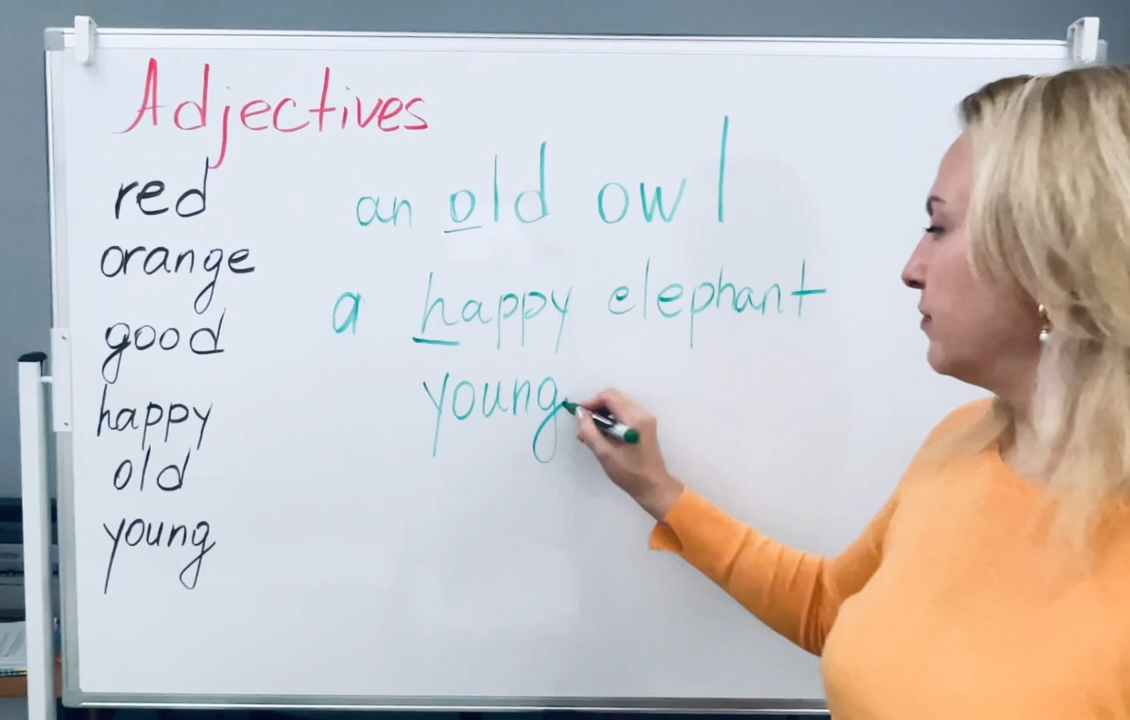 Adjectives
red
orange
good
happy
old
young
an old owl
a happy elephant
young